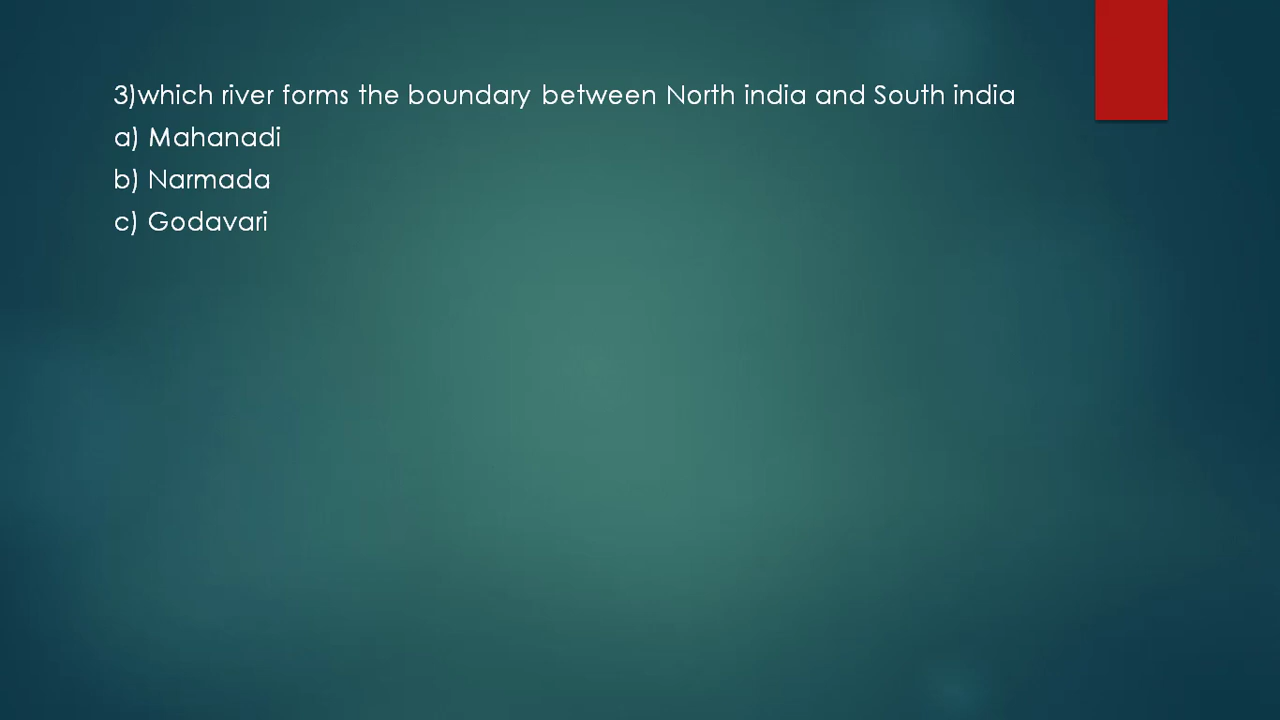 3)which river forms the boundary between North india and South india
a) Mahanadi
b) Narmada
c) Godavari